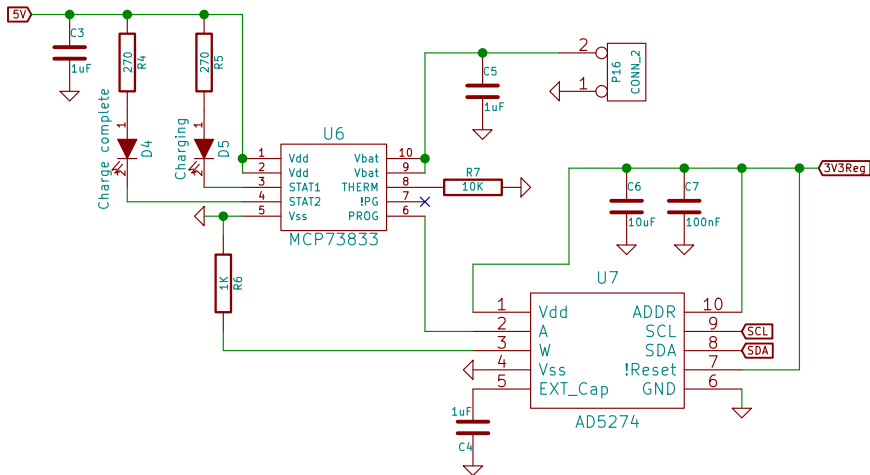 5V
C3
1uF
270
R4
270
R5
1
2
D4
Charge complete
1
2
D5
Charging
U6
1 Vdd Vbat 10
2 Vdd Vbat 9
3 STAT1 THERM 8
4 STAT2 !PG 7
5 Vss PROG 6
MCP73833
C5
1uF
2
1
P16
CONN_2
R7
10K
1K
R6
C6
10uF
C7
100nF
3V3Reg
U7
1 Vdd ADDR 10
2 A SCL 9
3 W SDA 8
4 Vss !Reset 7
5 EXT_Cap GND 6
AD5274
SCL
SDA
1uF
C4